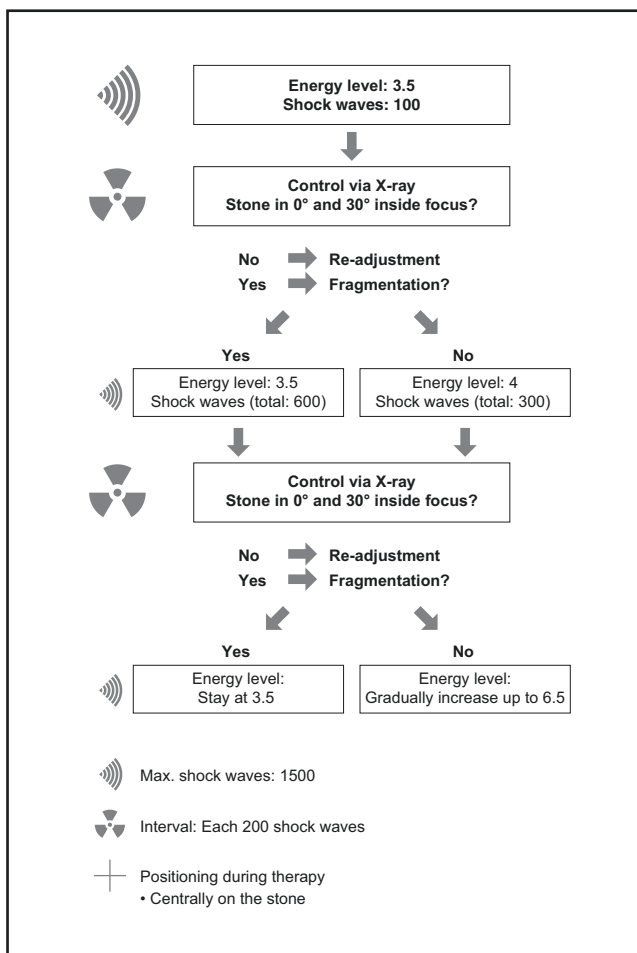 Energy level: 3.5
Shock waves: 100
Control via X-ray
Stone in 0° and 30° inside focus?
No Re-adjustment
Yes Fragmentation?
Yes No
Energy level: 3.5
Shock waves (total: 600)
Energy level: 4
Shock waves (total: 300)
Control via X-ray
Stone in 0° and 30° inside focus?
No Re-adjustment
Yes Fragmentation?
Yes No
Energy level:
Stay at 3.5
Energy level:
Gradually increase up to 6.5
Max. shock waves: 1500
Interval: Each 200 shock waves
Positioning during therapy
• Centrally on the stone